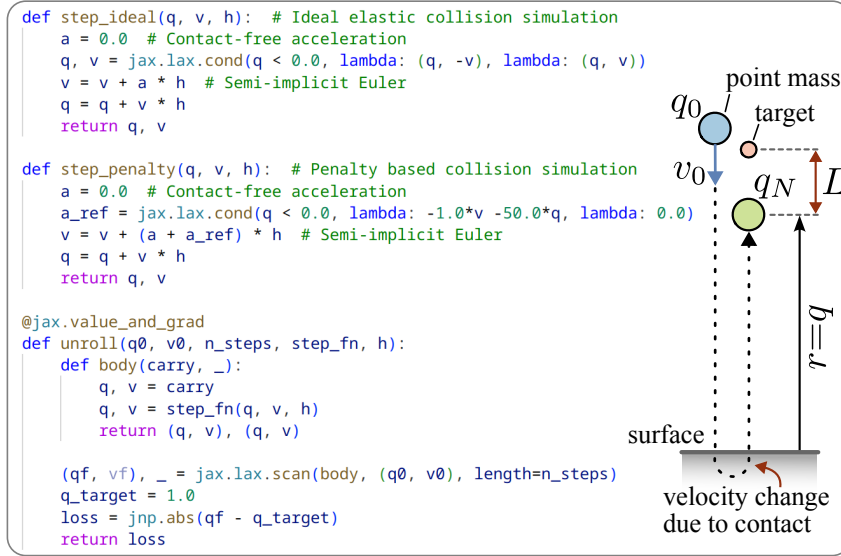 def step_ideal(q, v, h):  # Ideal elastic collision simulation
    a = 0.0  # Contact-free acceleration
    q, v = jax.lax.cond(q < 0.0, lambda: (q, -v), lambda: (q, v))
    v = v + a * h  # Semi-implicit Euler
    q = q + v * h
    return q, v
def step_penalty(q, v, h):  # Penalty based collision simulation
    a = 0.0  # Contact-free acceleration
    a_ref = jax.lax.cond(q < 0.0, lambda: -1.0*v -50.0*q, lambda: 0.0)
    v = v + (a + a_ref) * h  # Semi-implicit Euler
    q = q + v * h
    return q, v
@jax.value_and_grad
def unroll(q0, v0, n_steps, step_fn, h):
    def body(carry, _):
        q, v = carry
        q, v = step_fn(q, v, h)
        return (q, v), (q, v)
    (qf, vf), _ = jax.lax.scan(body, (q0, v0), length=n_steps)
    q_target = 1.0
    loss = jnp.abs(qf - q_target)
    return loss
point mass
q₀
target
v₀
q_N
L
r=q
surface
velocity change
due to contact